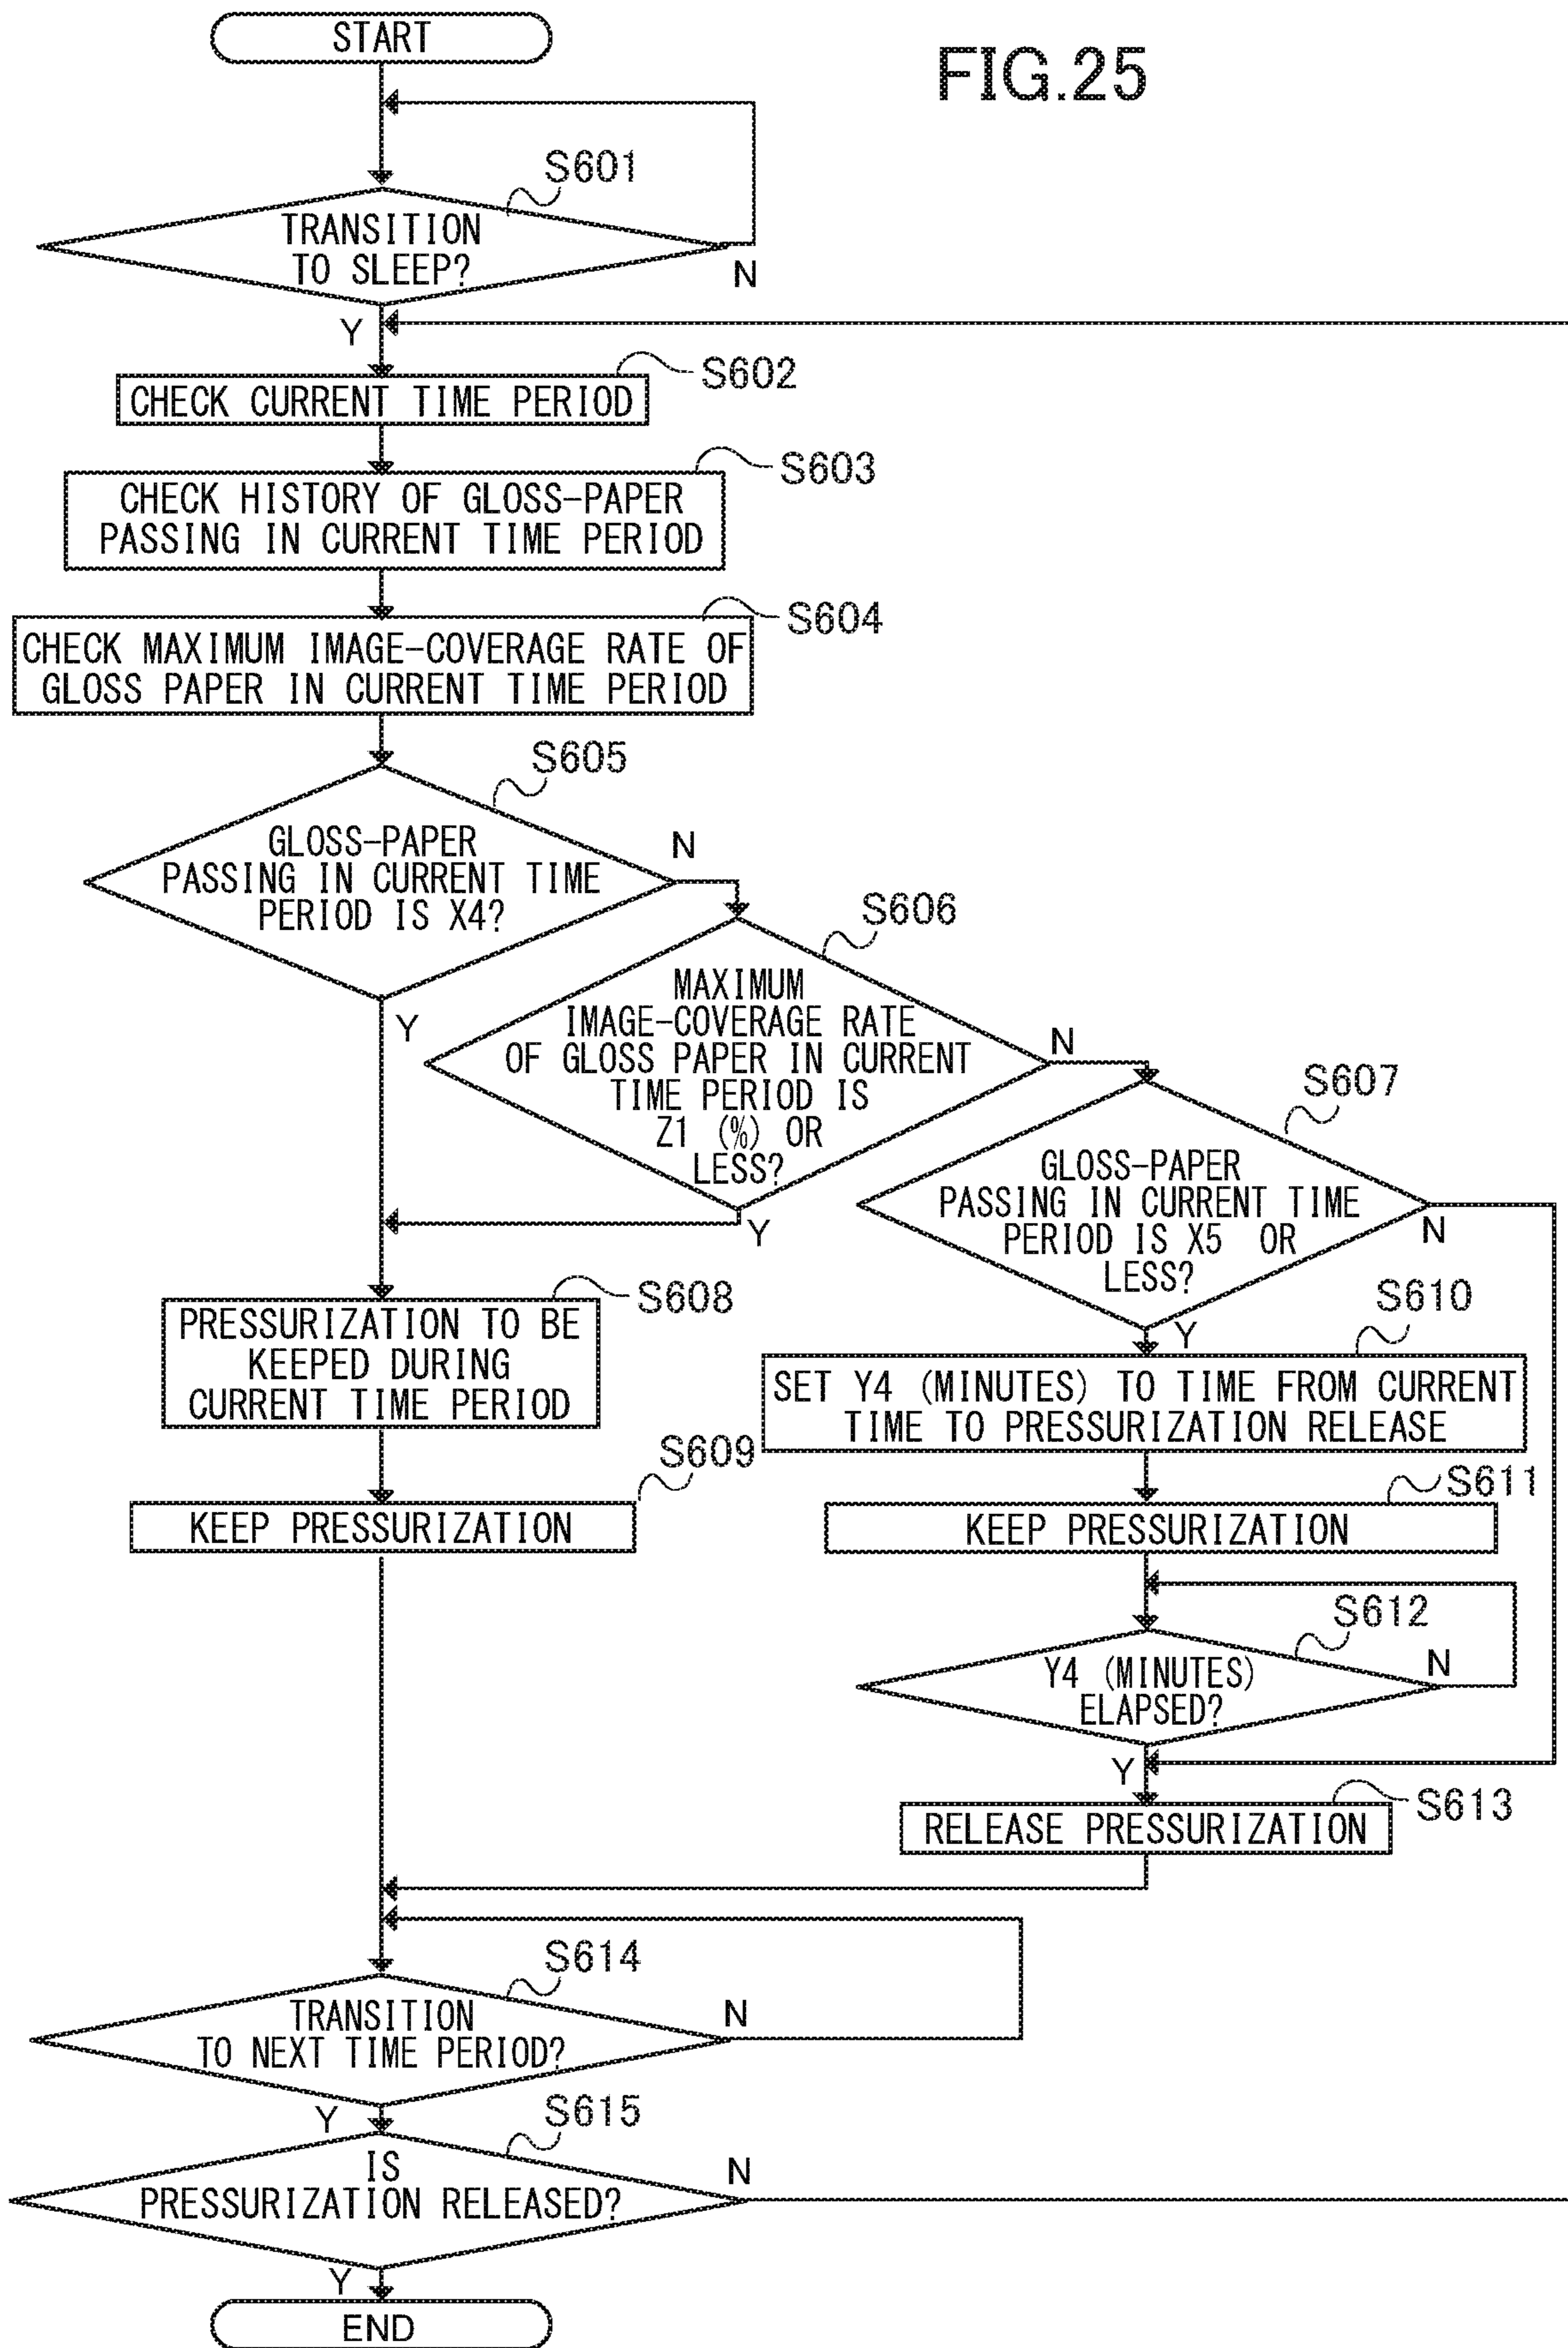 START
FIG.25
S601
TRANSITION
TO SLEEP?
N
Y
S602
CHECK CURRENT TIME PERIOD
S603
CHECK HISTORY OF GLOSS-PAPER
PASSING IN CURRENT TIME PERIOD
S604
CHECK MAXIMUM IMAGE-COVERAGE RATE OF
GLOSS PAPER IN CURRENT TIME PERIOD
S605
GLOSS-PAPER
PASSING IN CURRENT TIME
PERIOD IS X4?
N
Y
S606
MAXIMUM
IMAGE-COVERAGE RATE
OF GLOSS PAPER IN CURRENT
TIME PERIOD IS
Z1 (%) OR
LESS?
N
Y
S607
GLOSS-PAPER
PASSING IN CURRENT TIME
PERIOD IS X5 OR
LESS?
N
Y
S608
PRESSURIZATION TO BE
KEEPED DURING
CURRENT TIME PERIOD
S609
KEEP PRESSURIZATION
S610
SET Y4 (MINUTES) TO TIME FROM CURRENT
TIME TO PRESSURIZATION RELEASE
S611
KEEP PRESSURIZATION
S612
Y4 (MINUTES)
ELAPSED?
N
Y
S613
RELEASE PRESSURIZATION
S614
TRANSITION
TO NEXT TIME PERIOD?
N
Y
S615
IS
PRESSURIZATION RELEASED?
N
Y
END